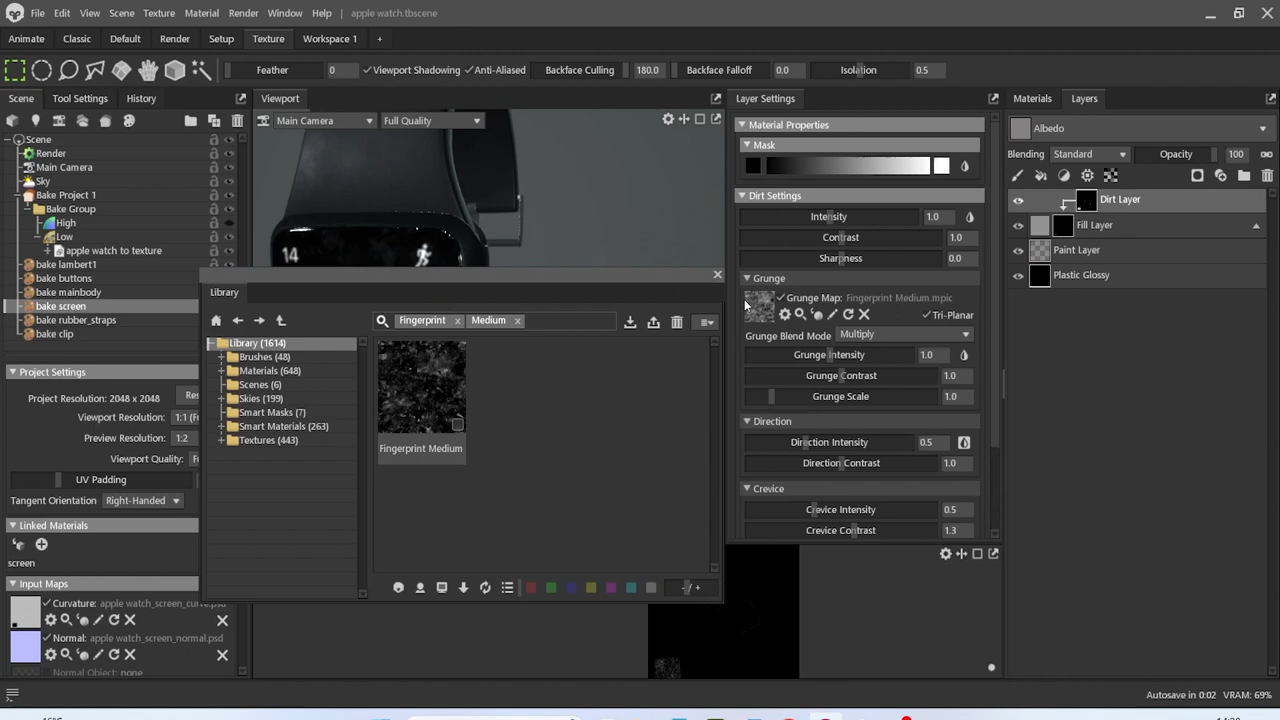 File Edit View Scene Texture Material Render Window Help apple watch.tbscene
Animate Classic Default Render Setup Texture Workspace 1 +
Feather 0 Viewport Shadowing Anti-Aliased Backface Culling 180.0 Backface Falloff 0.0 Isolation 0.5
Scene Tool Settings History
Scene
Render
Main Camera
Sky
Bake Project 1
Bake Group
High
Low
apple watch to texture
bake lambert1
bake buttons
bake mainbody
bake screen
bake rubber_straps
bake clip
Project Settings
Project Resolution: 2048 x 2048
Viewport Resolution: 1:1
Preview Resolution: 1:2
Viewport Quality:
UV Padding
Tangent Orientation Right-Handed
Linked Materials
screen
Input Maps
Curvature: apple watch_screen_curve.psd
Normal: apple watch_screen_normal.psd
Normal Object: none
Viewport
Main Camera Full Quality
14
Library
Fingerprint x Medium x
Library (1614)
Brushes (48)
Materials (648)
Scenes (6)
Skies (199)
Smart Masks (7)
Smart Materials (263)
Textures (443)
Fingerprint Medium
-/+
Layer Settings
Material Properties
Mask
Dirt Settings
Intensity 1.0
Contrast 1.0
Sharpness 0.0
Grunge
Grunge Map: Fingerprint Medium.mpic
Tri-Planar
Grunge Blend Mode Multiply
Grunge Intensity 1.0
Grunge Contrast 1.0
Grunge Scale 1.0
Direction
Direction Intensity 0.5
Direction Contrast 1.0
Crevice
Crevice Intensity 0.5
Crevice Contrast 1.3
Materials Layers
Albedo
Blending Standard Opacity 100
Dirt Layer
Fill Layer
Paint Layer
Plastic Glossy
Autosave in 0:02 VRAM: 69%